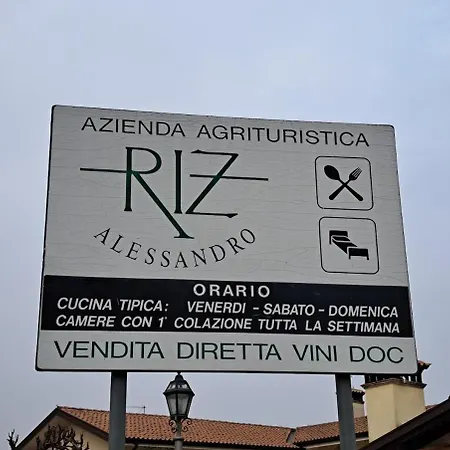 AZIENDA AGRITURISTICA
RIZ
ALESSANDRO
ORARIO
CUCINA TIPICA: VENERDI - SABATO - DOMENICA
CAMERE CON 1ª COLAZIONE TUTTA LA SETTIMANA
VENDITA DIRETTA VINI DOC